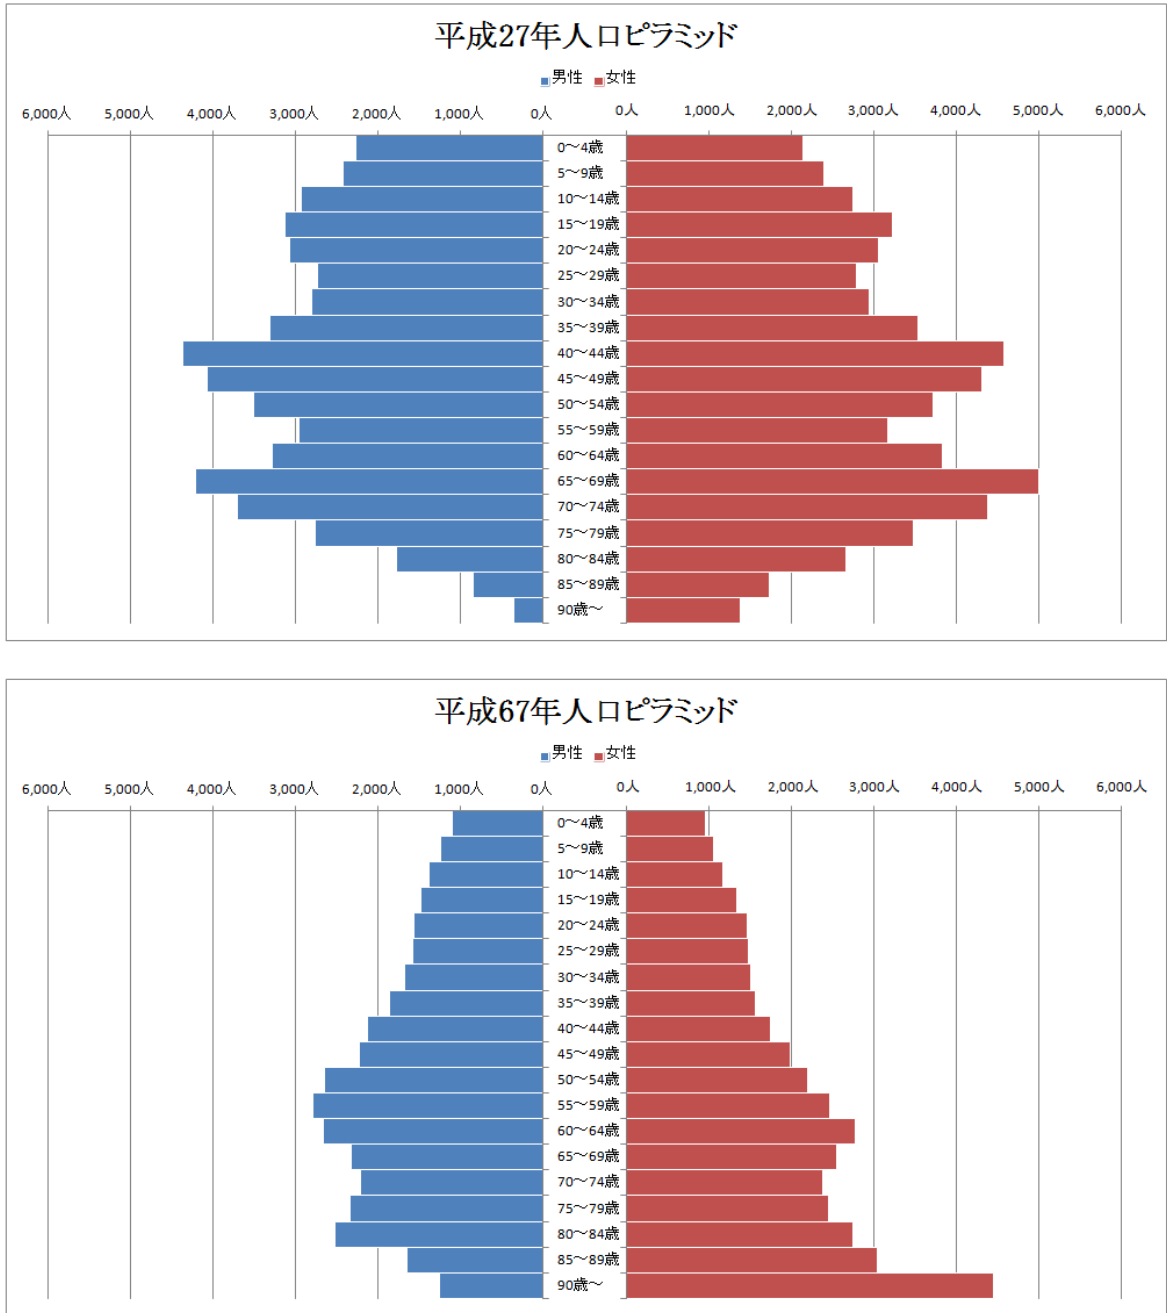 平成27年人口ピラミッド
男性 女性
6,000人 5,000人 4,000人 3,000人 2,000人 1,000人 0人 0人 1,000人 2,000人 3,000人 4,000人 5,000人 6,000人
0～4歳
5～9歳
10～14歳
15～19歳
20～24歳
25～29歳
30～34歳
35～39歳
40～44歳
45～49歳
50～54歳
55～59歳
60～64歳
65～69歳
70～74歳
75～79歳
80～84歳
85～89歳
90歳～
平成67年人口ピラミッド
男性 女性
6,000人 5,000人 4,000人 3,000人 2,000人 1,000人 0人 0人 1,000人 2,000人 3,000人 4,000人 5,000人 6,000人
0～4歳
5～9歳
10～14歳
15～19歳
20～24歳
25～29歳
30～34歳
35～39歳
40～44歳
45～49歳
50～54歳
55～59歳
60～64歳
65～69歳
70～74歳
75～79歳
80～84歳
85～89歳
90歳～